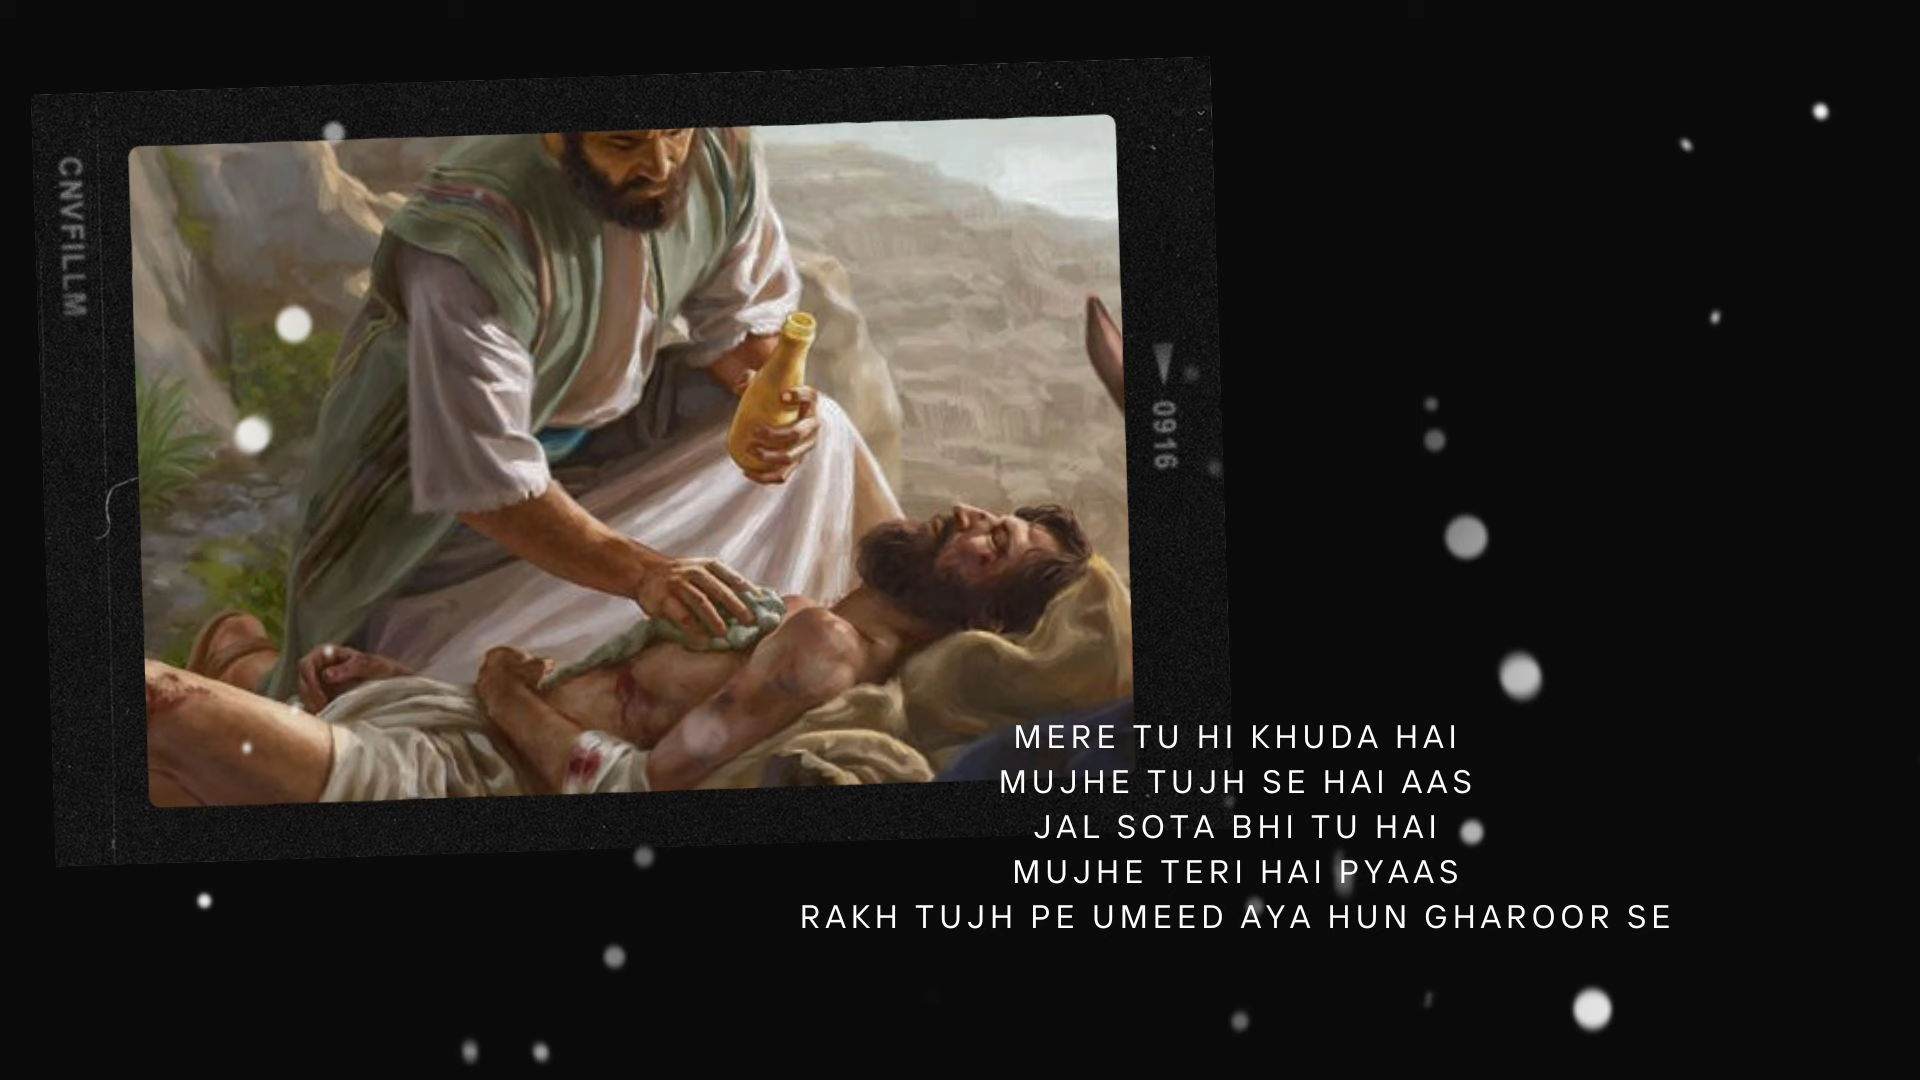 CNVFILLM
0916
MERE TU HI KHUDA HAI
MUJHE TUJH SE HAI AAS
JAL SOTA BHI TU HAI
MUJHE TERI HAI PYAAS
RAKH TUJH PE UMEED AYA HUN GHAROOR SE